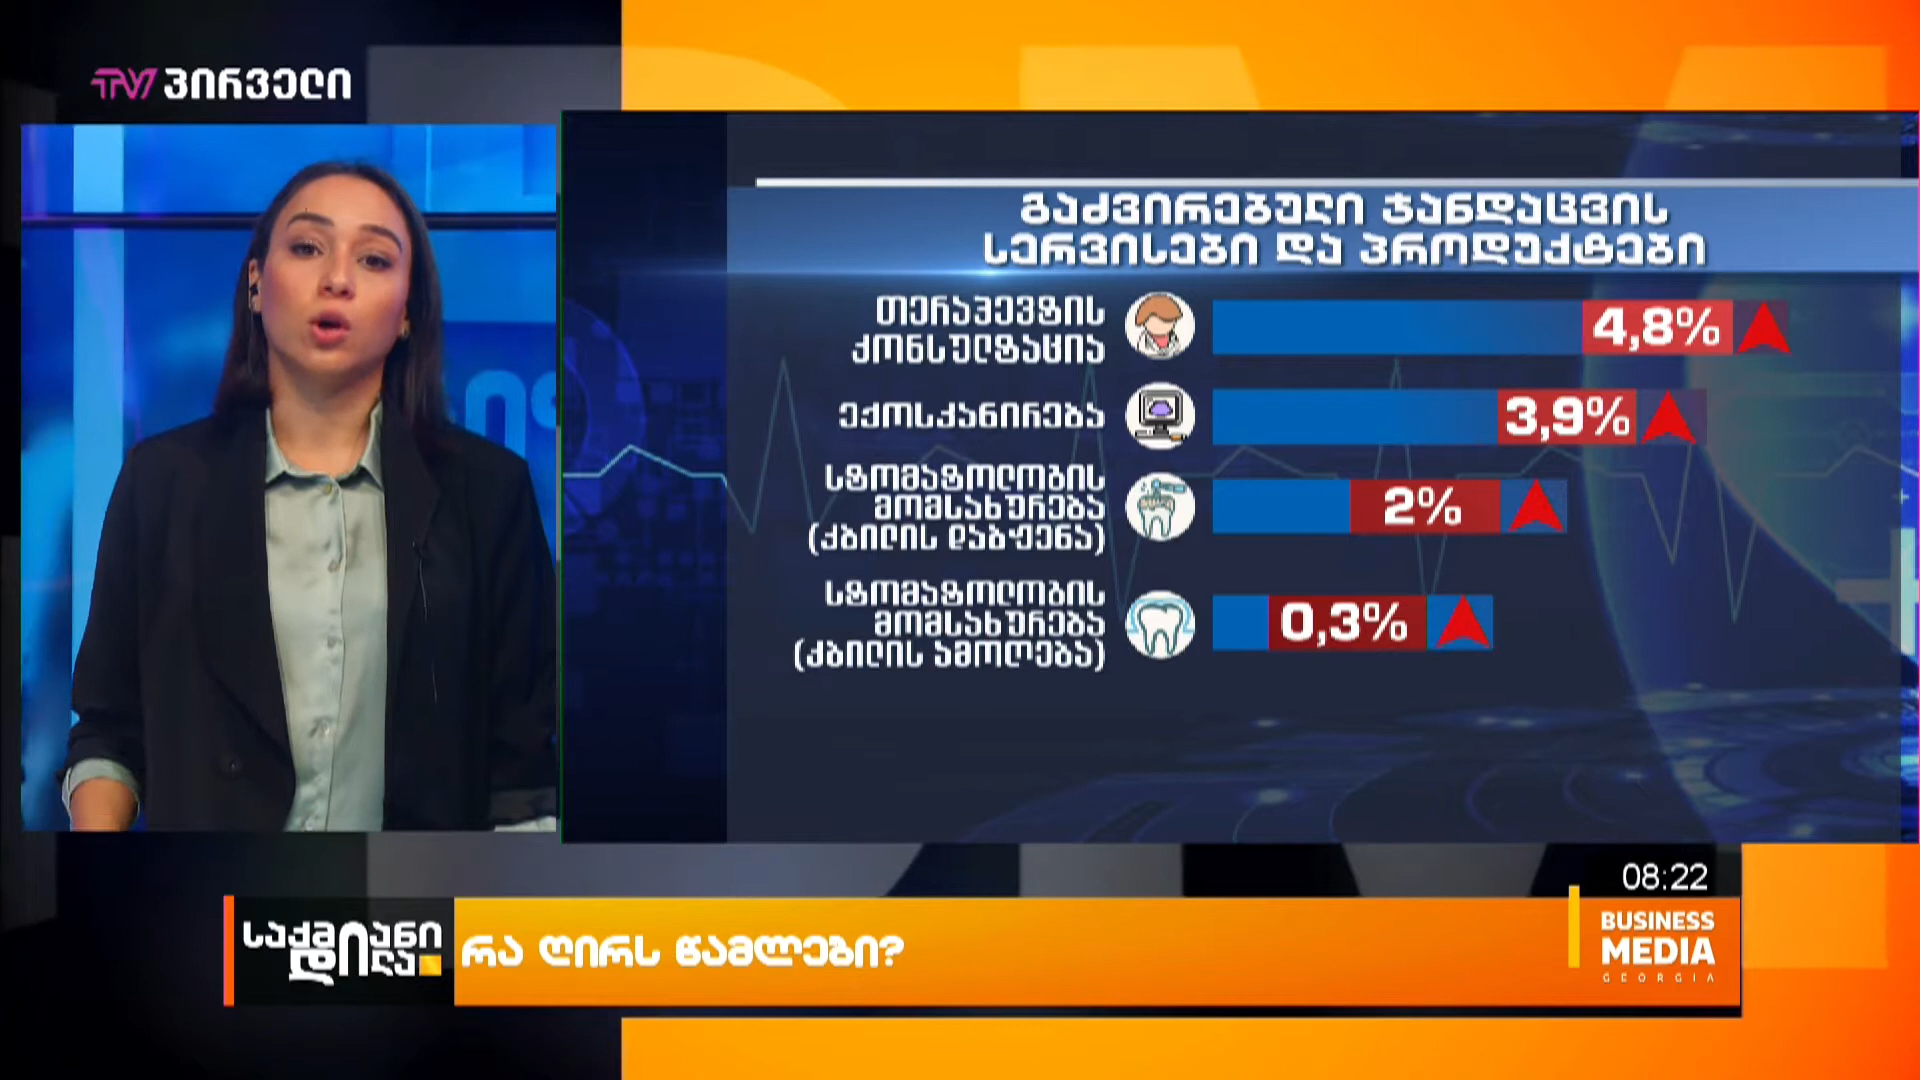 TV პირველი
გაძვირებული ჯანდაცვის
სერვისები და პროდუქტები
თერაპევტის
კონსულტაცია
4,8%
ექოსკანირება
3,9%
სტომატოლოგის
მომსახურება
(კბილის დაბჟენა)
2%
სტომატოლოგის
მომსახურება
(კბილის ამოღება)
0,3%
08:22
საქმიანი
დილა
რა ღირს წამლები?
BUSINESS
MEDIA
GEORGIA